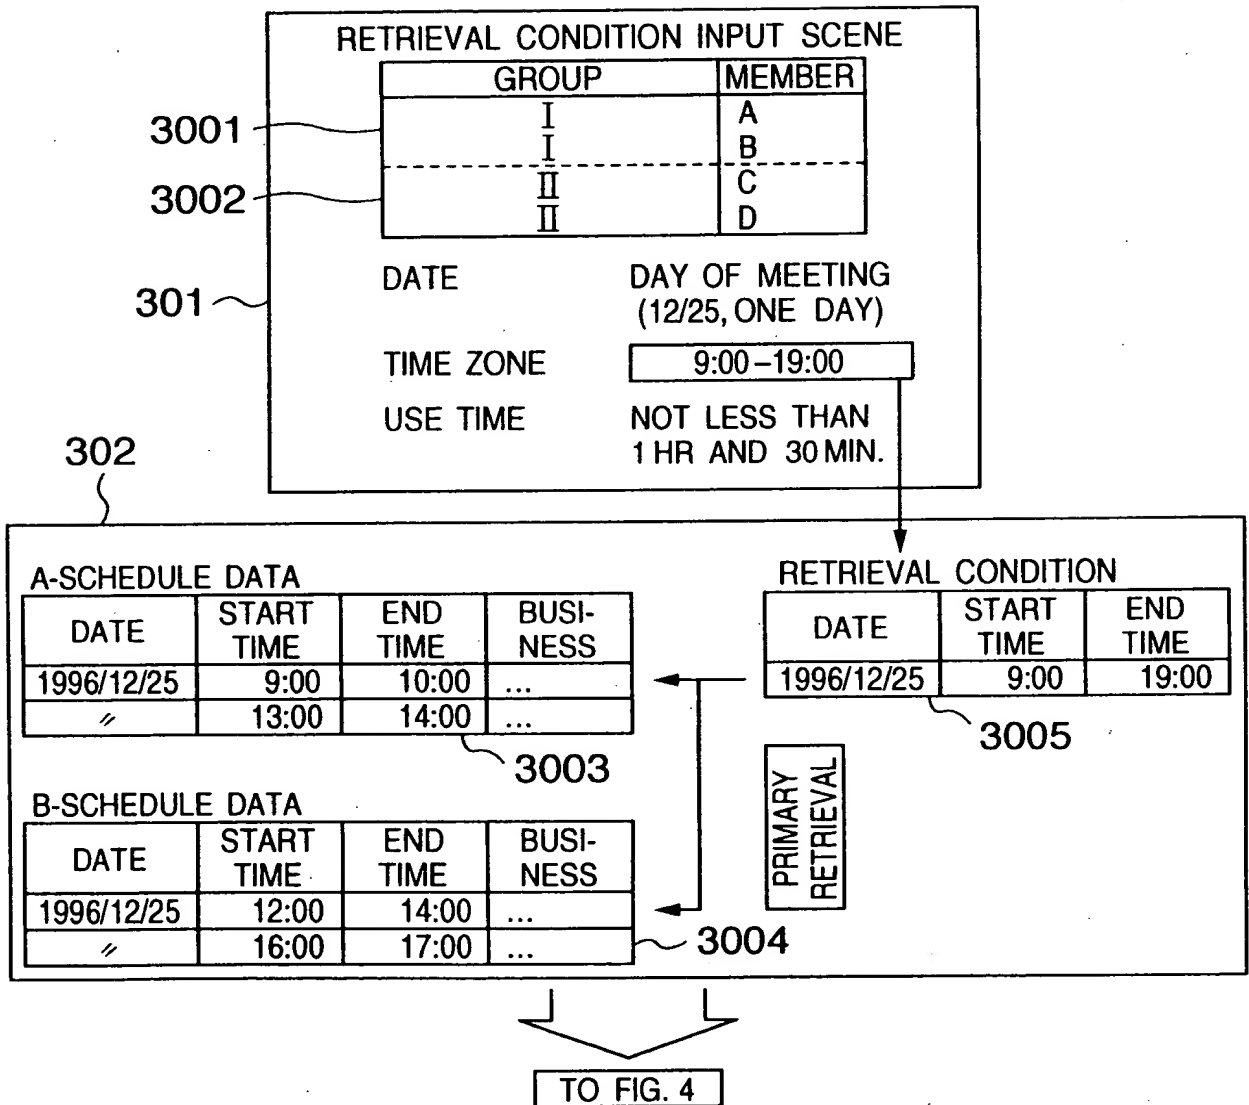 RETRIEVAL CONDITION INPUT SCENE
GROUP MEMBER
I A
I B
II C
II D
3001
3002
301
DATE DAY OF MEETING
(12/25, ONE DAY)
TIME ZONE 9:00–19:00
USE TIME NOT LESS THAN
1 HR AND 30 MIN.
302
A-SCHEDULE DATA
DATE START TIME END TIME BUSI-NESS
1996/12/25 9:00 10:00 ...
〃 13:00 14:00 ...
3003
RETRIEVAL CONDITION
DATE START TIME END TIME
1996/12/25 9:00 19:00
3005
PRIMARY
RETRIEVAL
B-SCHEDULE DATA
DATE START TIME END TIME BUSI-NESS
1996/12/25 12:00 14:00 ...
〃 16:00 17:00 ...
3004
TO FIG. 4